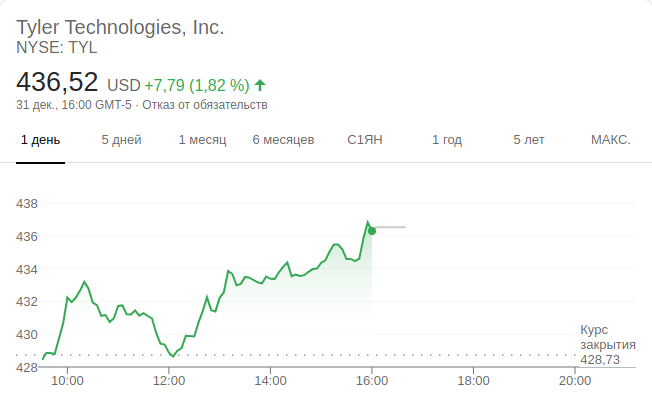 Tyler Technologies, Inc.
NYSE: TYL
436,52 USD +7,79 (1,82 %)
31 дек., 16:00 GMT-5 · Отказ от обязательств
1 день 5 дней 1 месяц 6 месяцев С1ЯН 1 год 5 лет МАКС.
438
436
434
432
430
428
Курс
закрытия
428,73
10:00 12:00 14:00 16:00 18:00 20:00